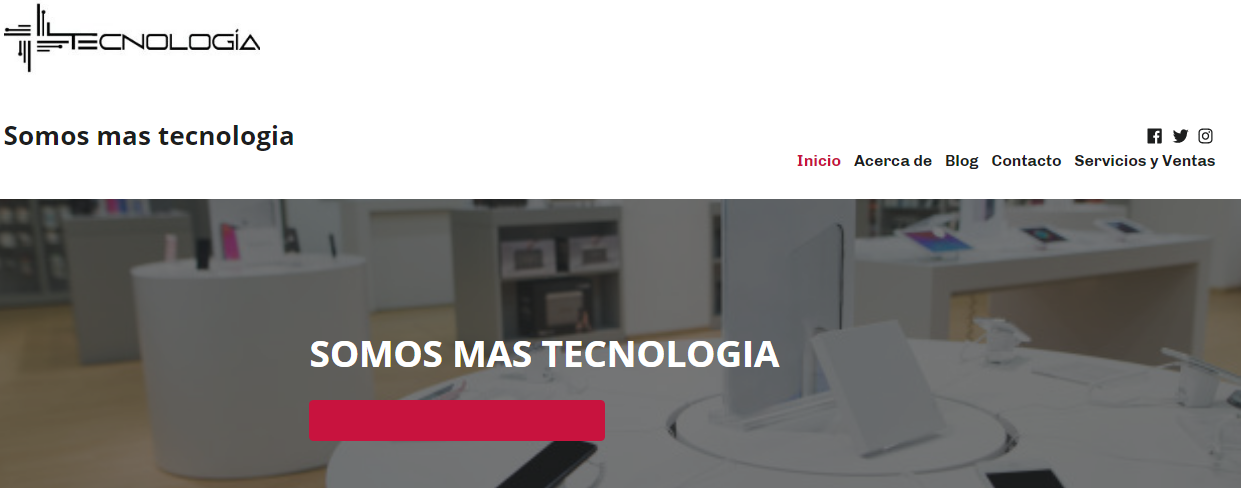 TECNOLOGÍA
Somos mas tecnologia
Inicio Acerca de Blog Contacto Servicios y Ventas
SOMOS MAS TECNOLOGIA